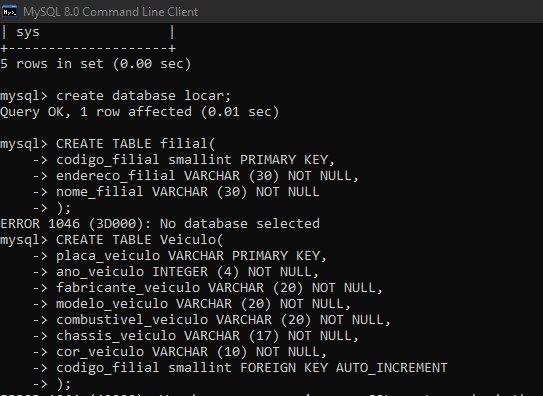 MySQL 8.0 Command Line Client
| sys                |
+--------------------+
5 rows in set (0.00 sec)
mysql> create database locar;
Query OK, 1 row affected (0.01 sec)
mysql> CREATE TABLE filial(
    -> codigo_filial smallint PRIMARY KEY,
    -> endereco_filial VARCHAR (30) NOT NULL,
    -> nome_filial VARCHAR (30) NOT NULL
    -> );
ERROR 1046 (3D000): No database selected
mysql> CREATE TABLE Veiculo(
    -> placa_veiculo VARCHAR PRIMARY KEY,
    -> ano_veiculo INTEGER (4) NOT NULL,
    -> fabricante_veiculo VARCHAR (20) NOT NULL,
    -> modelo_veiculo VARCHAR (20) NOT NULL,
    -> combustivel_veiculo VARCHAR (20) NOT NULL,
    -> chassis_veiculo VARCHAR (17) NOT NULL,
    -> cor_veiculo VARCHAR (10) NOT NULL,
    -> codigo_filial smallint FOREIGN KEY AUTO_INCREMENT
    -> );